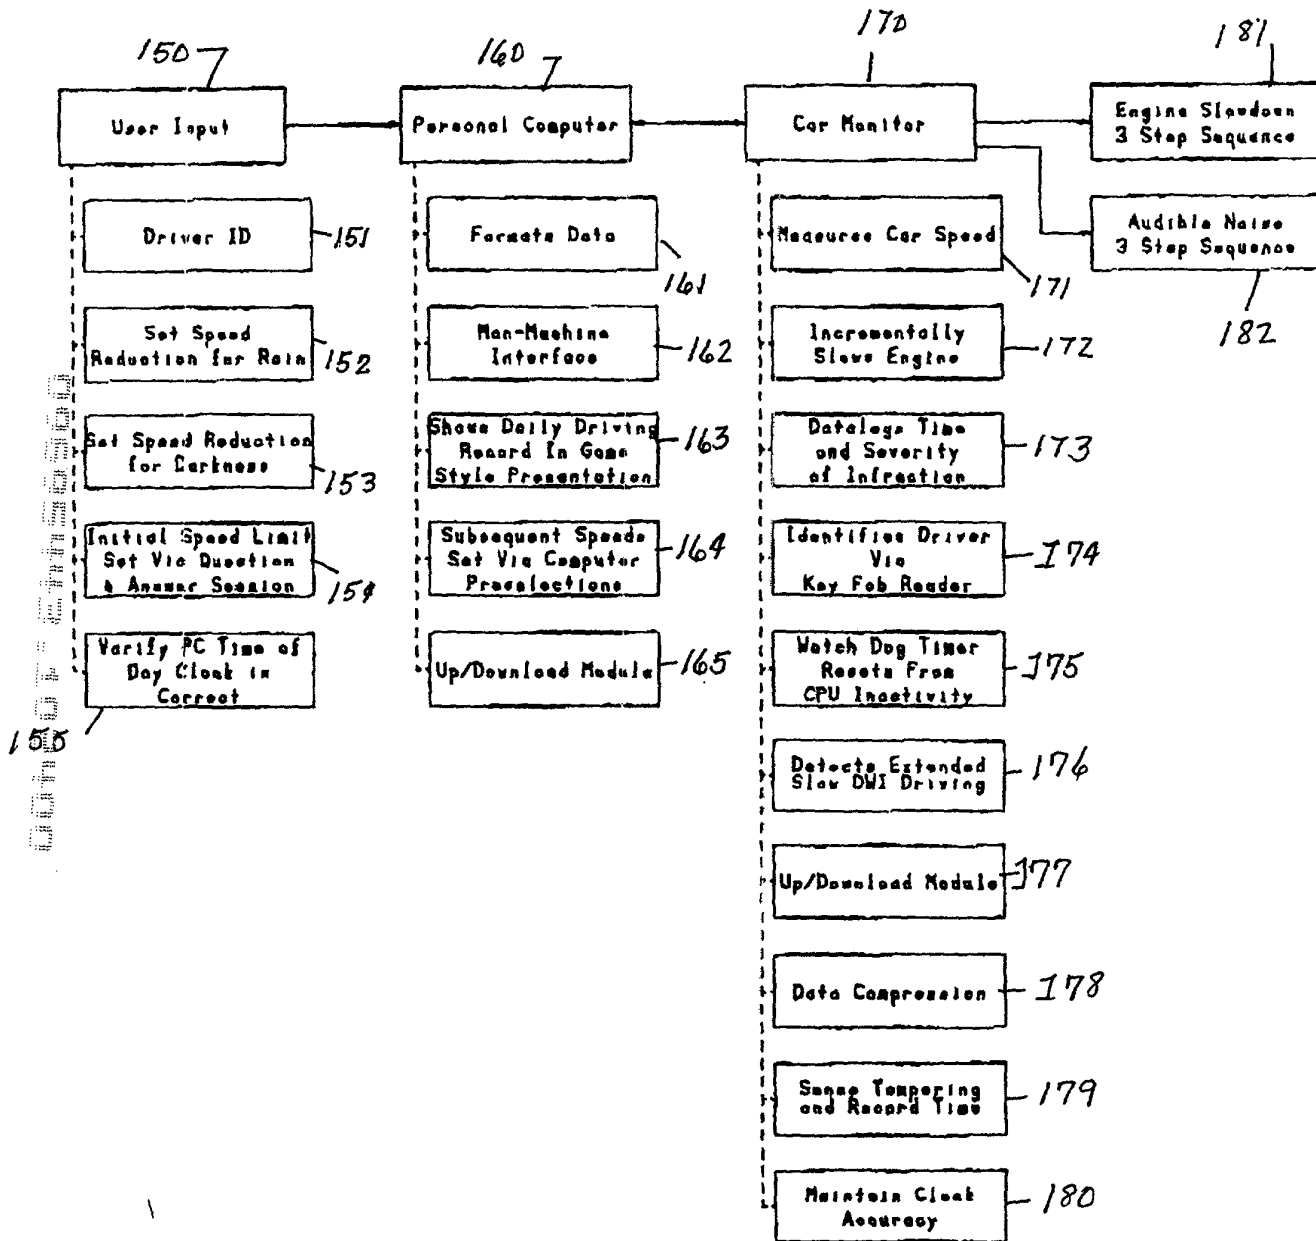 150
160
170
181
User Input
Personal Computer
Car Monitor
Engine Slowdown
3 Step Sequence
Driver ID
151
Set Speed
Reduction for Rain
152
Set Speed Reduction
for Darkness
153
Initial Speed Limit
Set Via Question
& Answer Session
154
Varify PC Time of
Day Clock is
Correct
155
Formats Data
161
Man-Machine
Interface
162
Shows Daily Driving
Record In Game
Style Presentation
163
Subsequent Speeds
Set Via Computer
Preselections
164
Up/Download Module
165
Measures Car Speed
171
Incrementally
Slows Engine
172
Datalogs Time
and Severity
of Infraction
173
Identifies Driver
Via
Key Fob Reader
174
Watch Dog Timer
Resets From
CPU Inactivity
175
Detects Extended
Slow DWI Driving
176
Up/Download Module
177
Data Compression
178
Sense Tampering
and Record Time
179
Maintain Clock
Accuracy
180
Audible Noise
3 Step Sequence
182